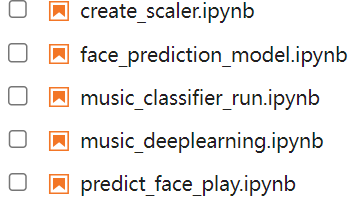 create_scaler.ipynb
face_prediction_model.ipynb
music_classifier_run.ipynb
music_deeplearning.ipynb
predict_face_play.ipynb